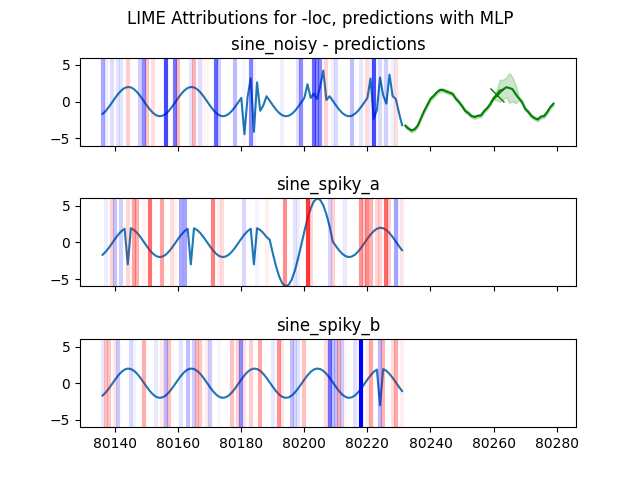 LIME Attributions for -loc, predictions with MLP
sine_noisy - predictions
5
0
−5
sine_spiky_a
5
0
−5
sine_spiky_b
5
0
−5
80140 80160 80180 80200 80220 80240 80260 80280